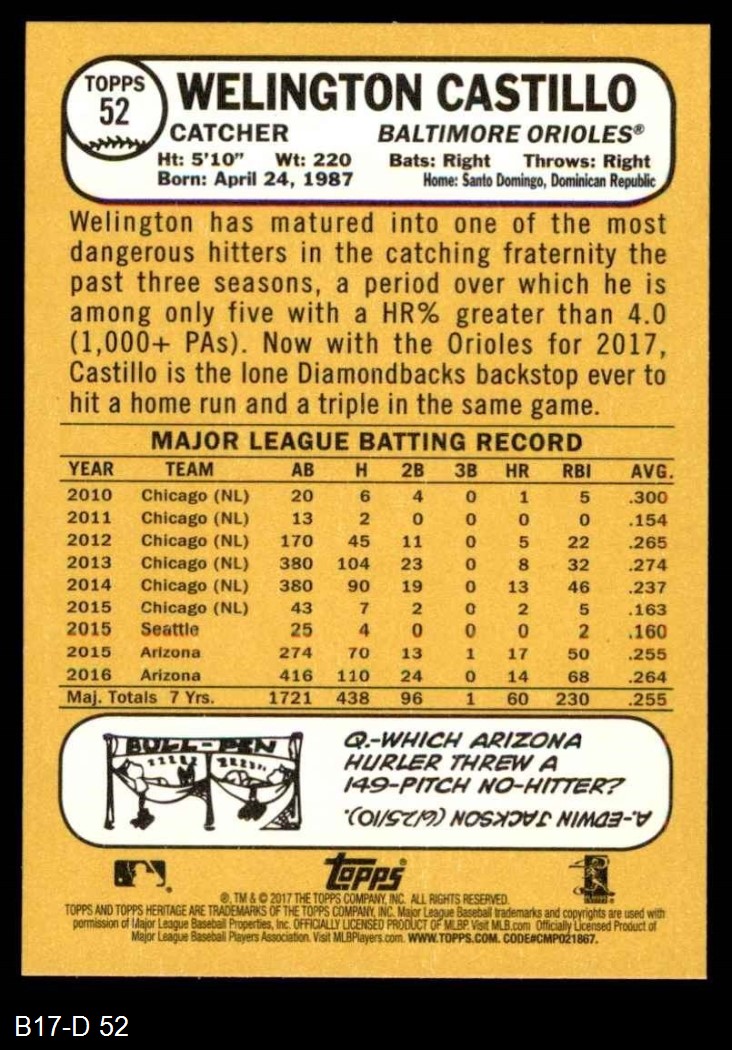 TOPPS
52
WELINGTON CASTILLO
CATCHER BALTIMORE ORIOLES®
Ht: 5'10" Wt: 220 Bats: Right Throws: Right
Born: April 24, 1987 Home: Santo Domingo, Dominican Republic
Welington has matured into one of the most
dangerous hitters in the catching fraternity the
past three seasons, a period over which he is
among only five with a HR% greater than 4.0
(1,000+ PAs). Now with the Orioles for 2017,
Castillo is the lone Diamondbacks backstop ever to
hit a home run and a triple in the same game.
MAJOR LEAGUE BATTING RECORD
YEAR TEAM AB H 2B 3B HR RBI AVG.
2010 Chicago (NL) 20 6 4 0 1 5 .300
2011 Chicago (NL) 13 2 0 0 0 0 .154
2012 Chicago (NL) 170 45 11 0 5 22 .265
2013 Chicago (NL) 380 104 23 0 8 32 .274
2014 Chicago (NL) 380 90 19 0 13 46 .237
2015 Chicago (NL) 43 7 2 0 2 5 .163
2015 Seattle 25 4 0 0 0 2 .160
2015 Arizona 274 70 13 1 17 50 .255
2016 Arizona 416 110 24 0 14 68 .264
Maj. Totals 7 Yrs. 1721 438 96 1 60 230 .255
BULL-PEN
Q.-WHICH ARIZONA
HURLER THREW A
149-PITCH NO-HITTER?
A.-EDWIN JACKSON (6/25/10).
Topps®
®, TM & © 2017 THE TOPPS COMPANY, INC. ALL RIGHTS RESERVED.
TOPPS AND TOPPS HERITAGE ARE TRADEMARKS OF THE TOPPS COMPANY, INC. Major League Baseball trademarks and copyrights are used with
permission of Major League Baseball Properties, Inc. OFFICIALLY LICENSED PRODUCT OF MLBP. Visit MLB.com Officially Licensed Product of
Major League Baseball Players Association. Visit MLBPlayers.com. WWW.TOPPS.COM. CODE#CMP021867.
B17-D 52